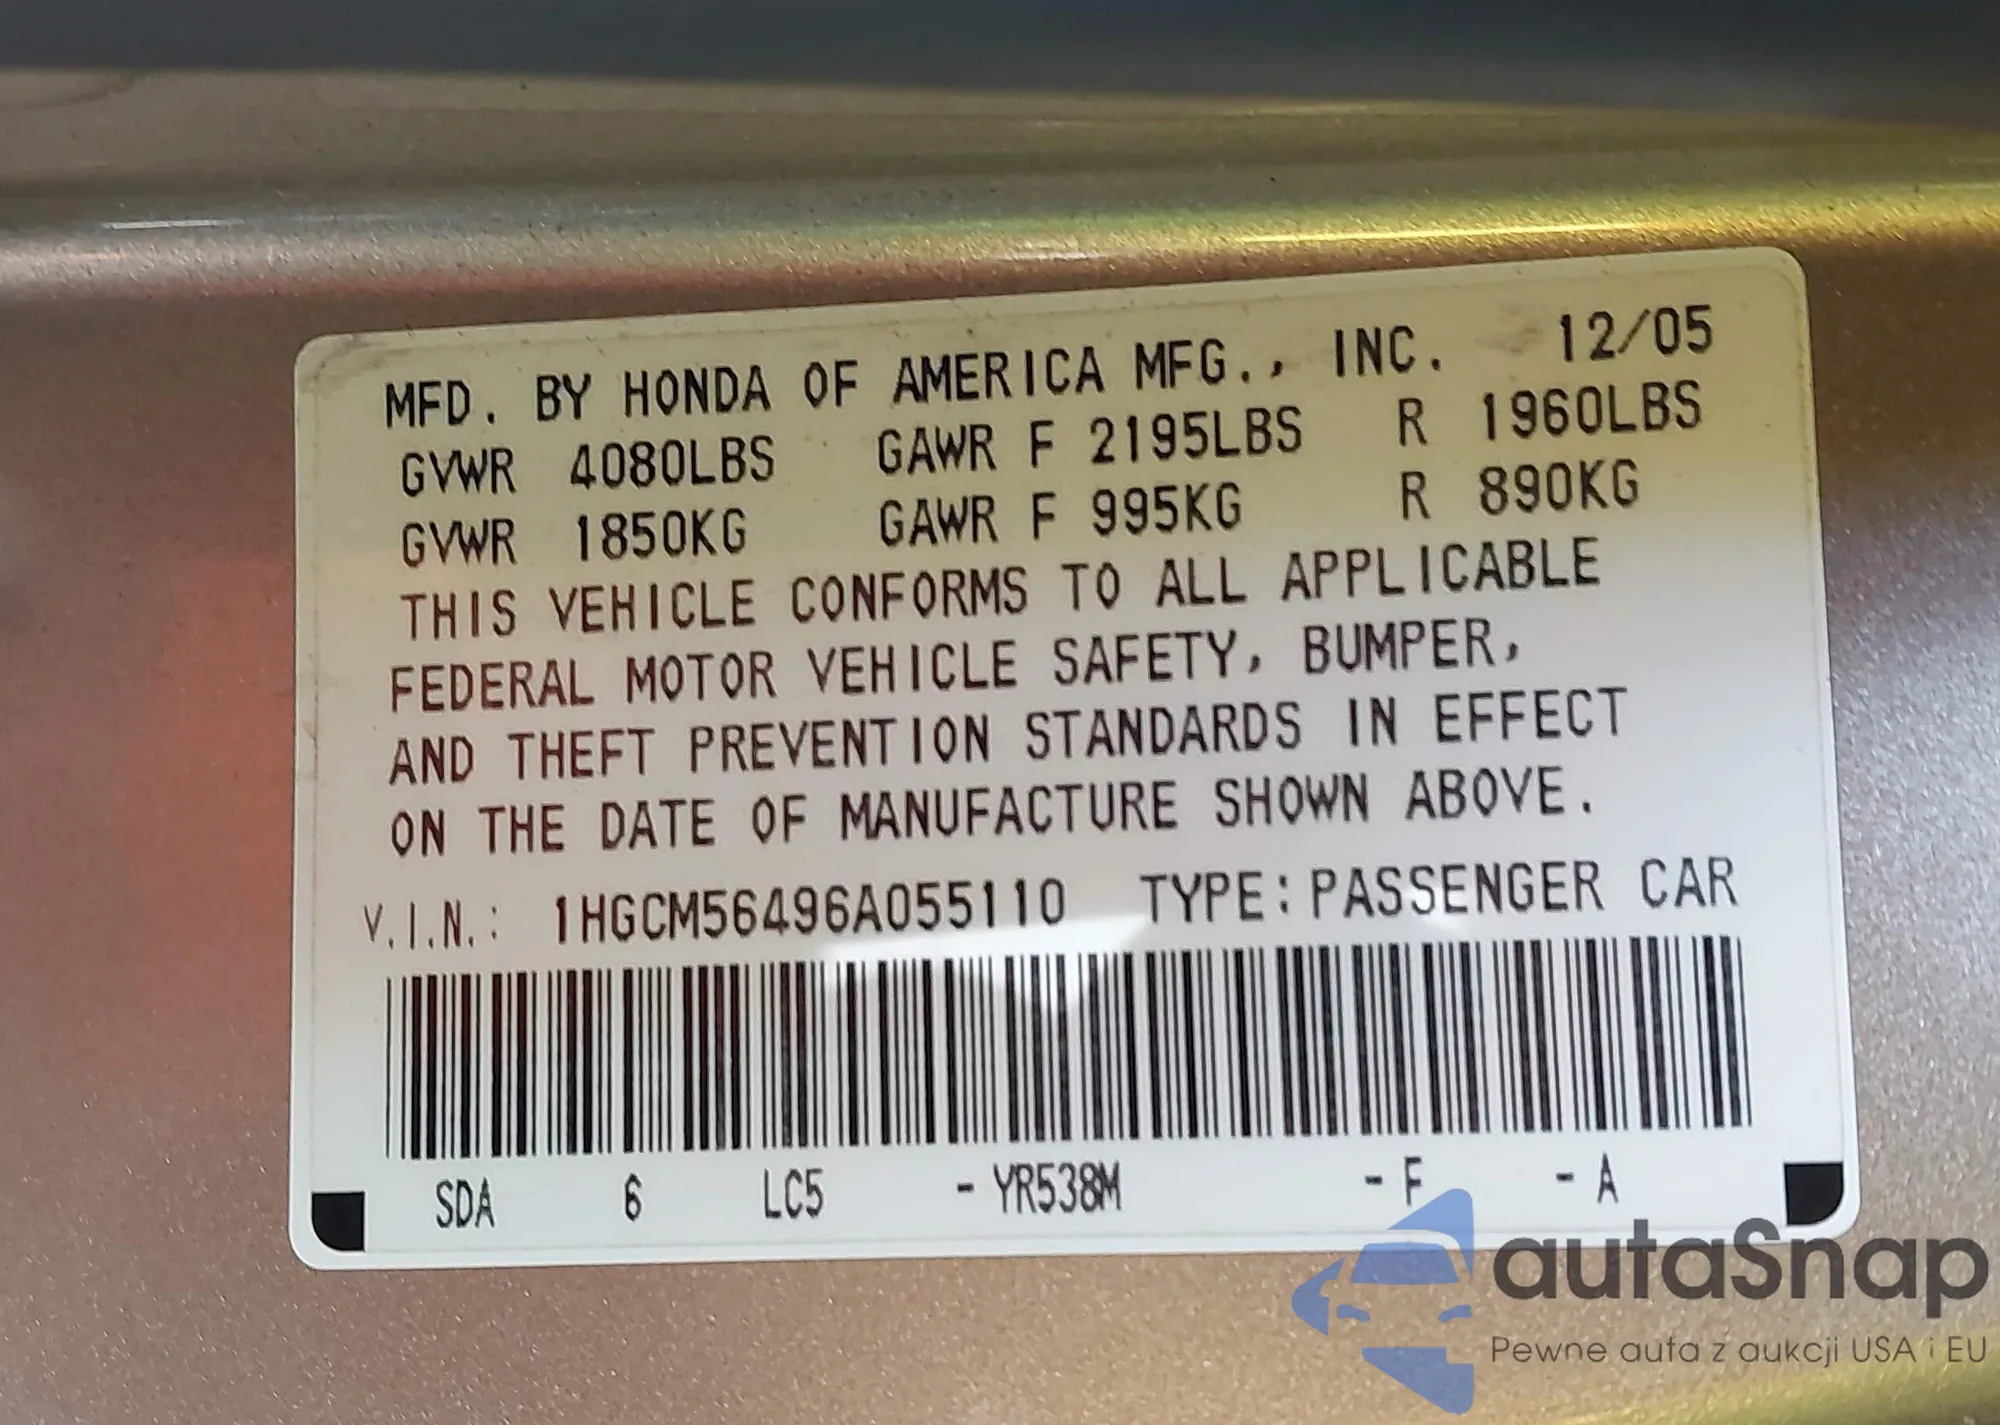 MFD. BY HONDA OF AMERICA MFG., INC. 12/05
GVWR 4080LBS GAWR F 2195LBS R 1960LBS
GVWR 1850KG GAWR F 995KG R 890KG
THIS VEHICLE CONFORMS TO ALL APPLICABLE
FEDERAL MOTOR VEHICLE SAFETY, BUMPER,
AND THEFT PREVENTION STANDARDS IN EFFECT
ON THE DATE OF MANUFACTURE SHOWN ABOVE.
V.I.N.: 1HGCM56496A055110 TYPE: PASSENGER CAR
SDA 6 LC5 - YR538M - F - A
autaSnap
Pewne auta z aukcji USA i EU